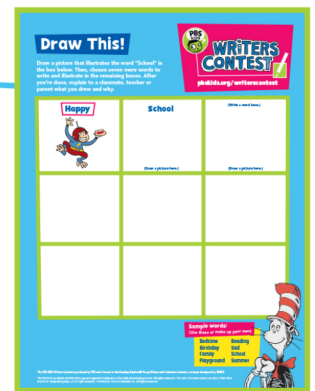 Draw This!
Draw a picture that illustrates the word "School" in
the box below. Then, choose seven more words to
write and illustrate in the remaining boxes. After
you're done, explain to a classmate, teacher or
parent what you drew and why.
PBS
KIDS
WRITERS
CONTEST
pbskids.org/writerscontest
Happy
School
(Write a word here.)
(Draw a picture here.)
(Draw a picture here.)
Sample words:
(Use these or make up your own)
Bedtime
Reading
Birthday
Sad
Family
School
Playground
Summer